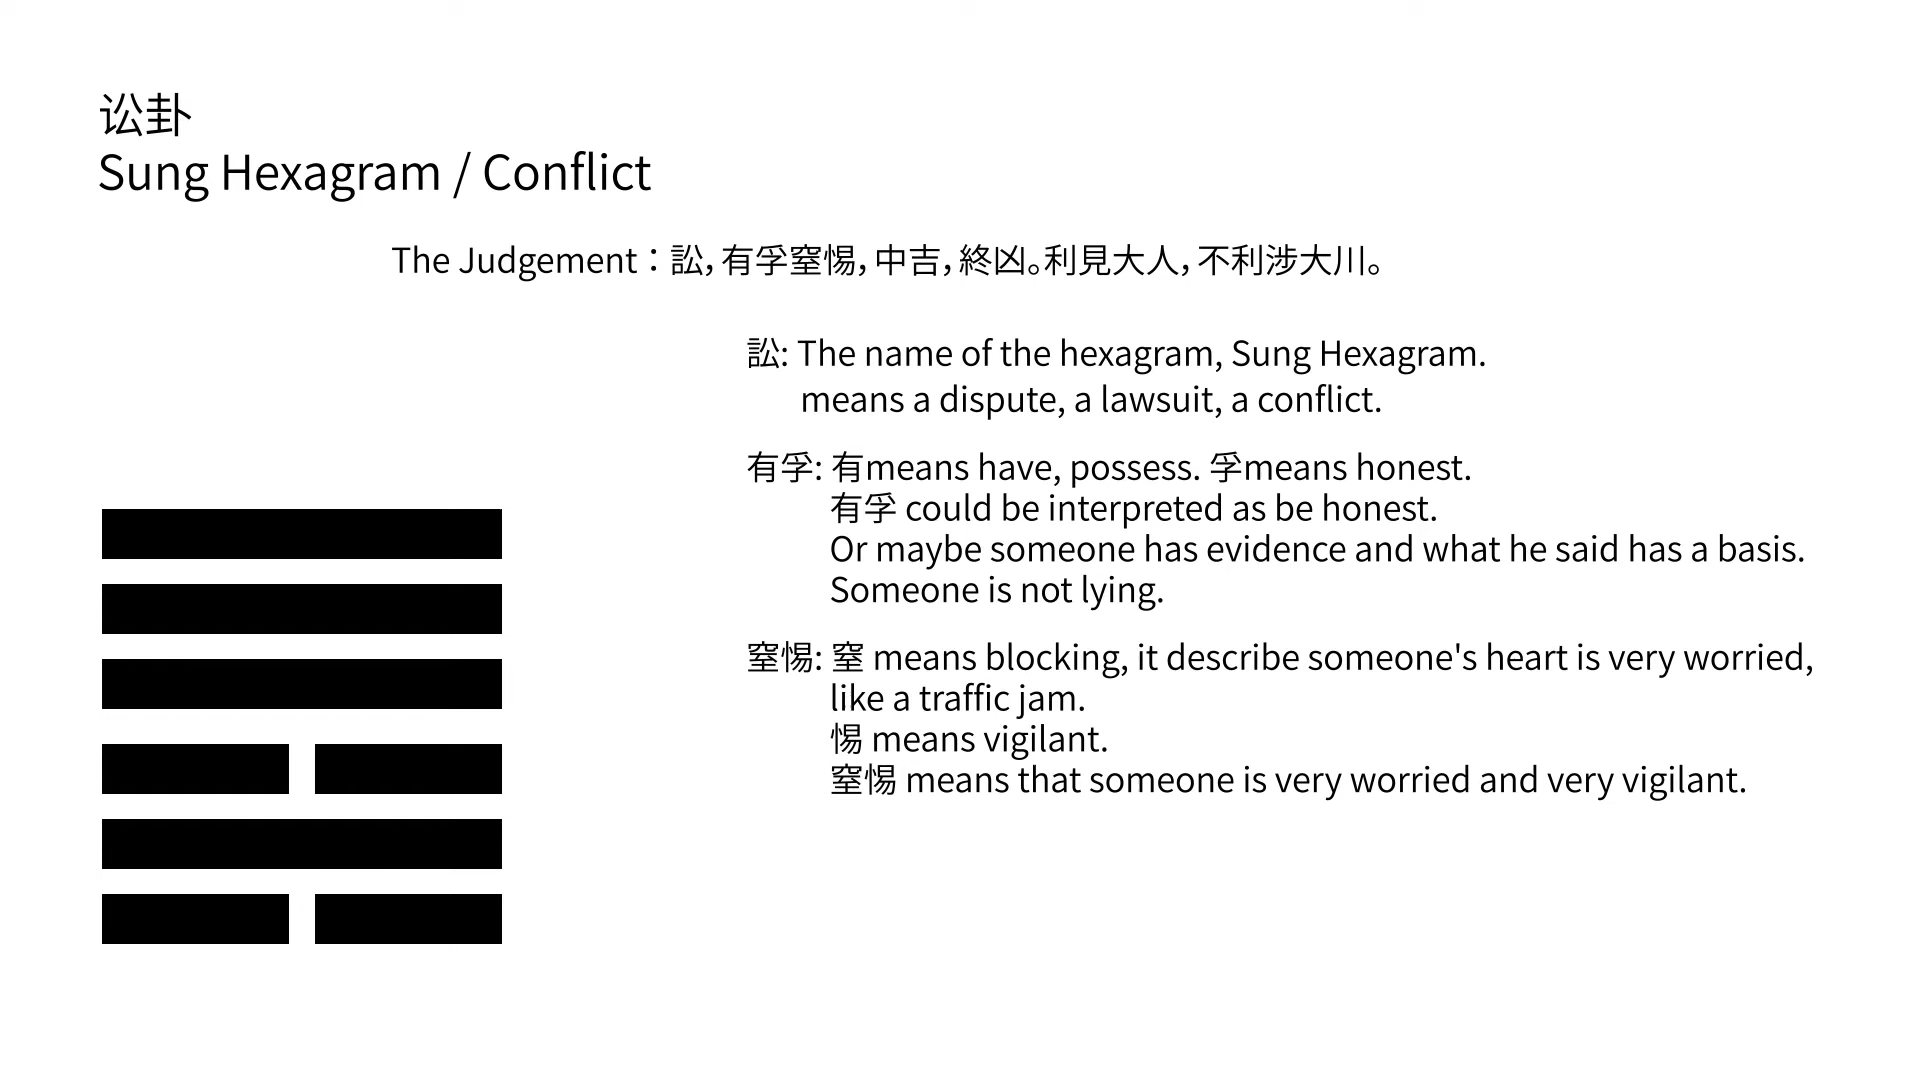 讼卦
Sung Hexagram / Conflict
The Judgement：訟，有孚窒惕，中吉，終凶。利見大人，不利涉大川。
訟: The name of the hexagram, Sung Hexagram.
means a dispute, a lawsuit, a conflict.
有孚: 有means have, possess. 孚means honest.
有孚 could be interpreted as be honest.
Or maybe someone has evidence and what he said has a basis.
Someone is not lying.
窒惕: 窒 means blocking, it describe someone's heart is very worried,
like a traffic jam.
惕 means vigilant.
窒惕 means that someone is very worried and very vigilant.